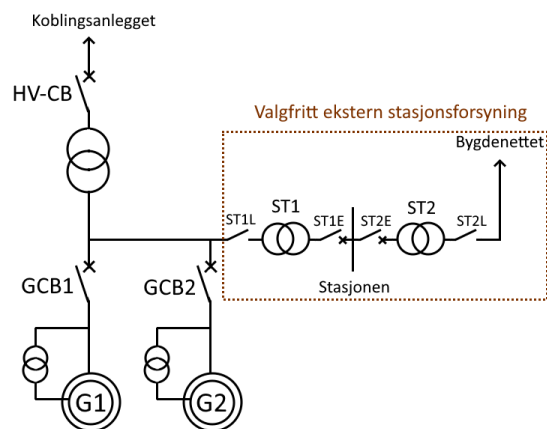 Koblingsanlegget
HV-CB
Valgfritt ekstern stasjonsforsyning
Bygdenettet
ST1L
ST1
ST1E
ST2E
ST2
ST2L
Stasjonen
GCB1
GCB2
G1
G2